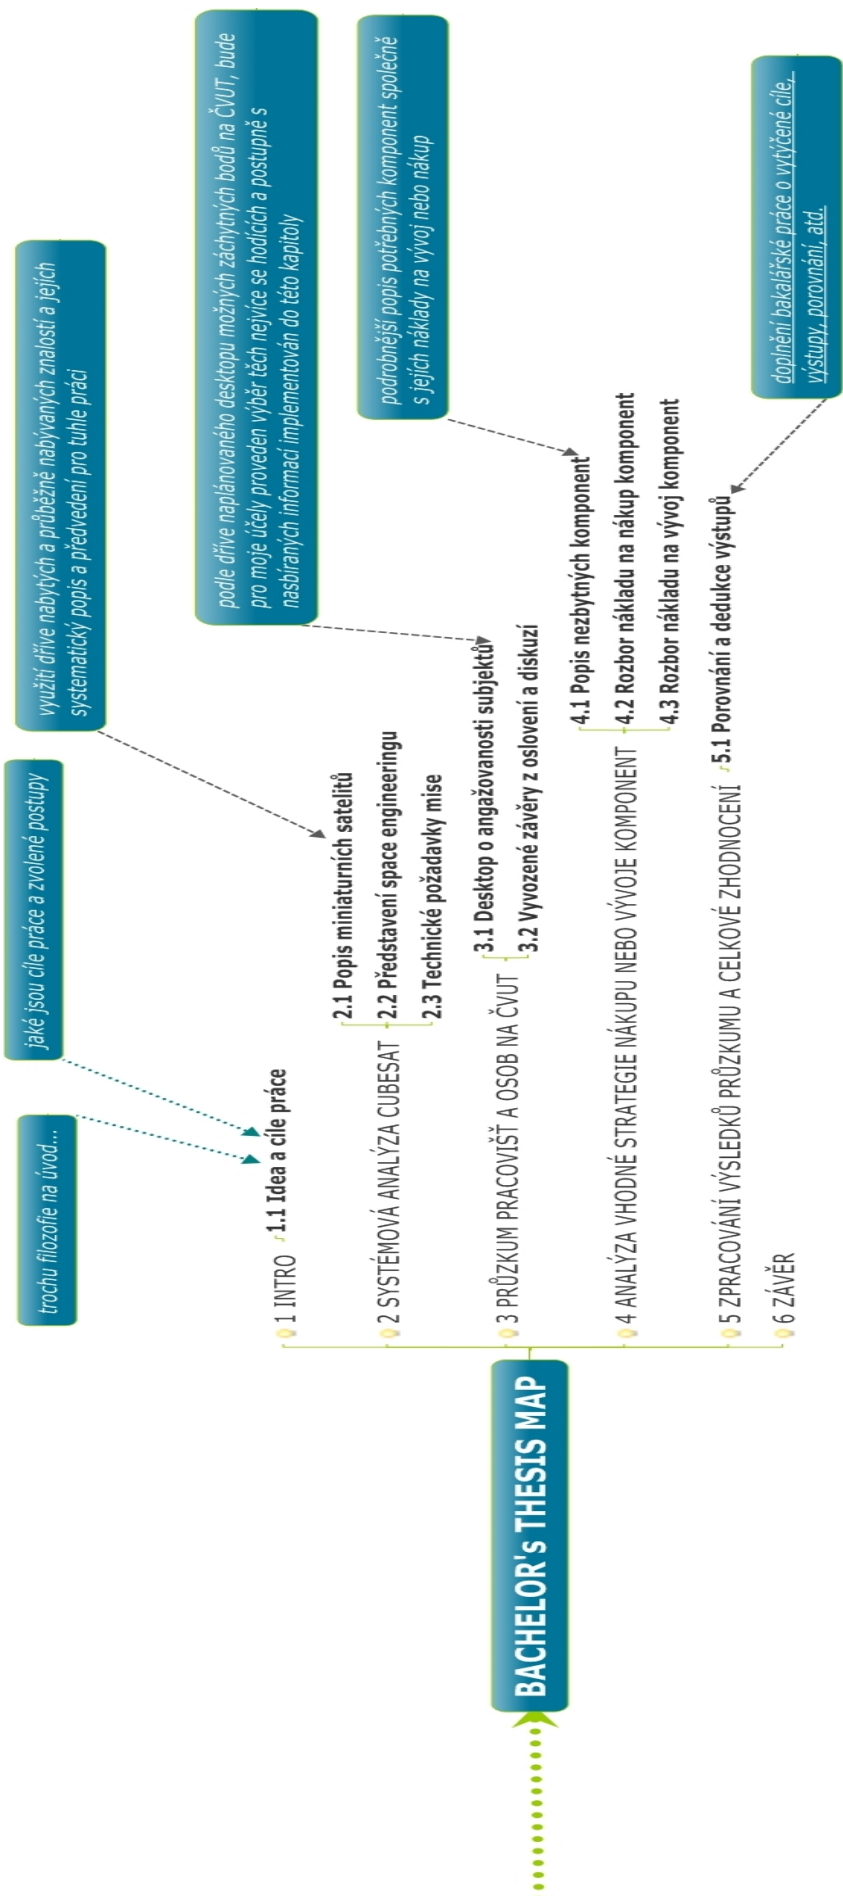 BACHELOR's THESIS MAP
1 INTRO
1.1 Idea a cíle práce
trochu filozofie na úvod...
jaké jsou cíle práce a zvolené postupy
2 SYSTÉMOVÁ ANALÝZA CUBESAT
2.1 Popis miniaturních satelitů
2.2 Představení space engineeringu
2.3 Technické požadavky mise
využití dříve nabytých a průběžně nabývaných znalostí a jejích
systematický popis a předvedení pro tuhle práci
3 PRŮZKUM PRACOVIŠŤ A OSOB NA ČVUT
3.1 Desktop o angažovanosti subjektů
3.2 Vyvozené závěry z oslovení a diskuzí
podle dříve naplánovaného desktopu možných záchytných bodů na ČVUT, bude
pro moje účely proveden výběr těch nejvíce se hodících a postupně s
nasbíraných informací implementován do této kapitoly
4 ANALÝZA VHODNÉ STRATEGIE NÁKUPU NEBO VÝVOJE KOMPONENT
4.1 Popis nezbytných komponent
4.2 Rozbor nákladu na nákup komponent
4.3 Rozbor nákladu na vývoj komponent
podrobnější popis potřebných komponent společně
s jejích náklady na vývoj nebo nákup
5 ZPRACOVÁNÍ VÝSLEDKŮ PRŮZKUMU A CELKOVÉ ZHODNOCENÍ
5.1 Porovnání a dedukce výstupů
doplnění bakalářské práce o vytýčené cíle,
výstupy, porovnání, atd.
6 ZÁVĚR